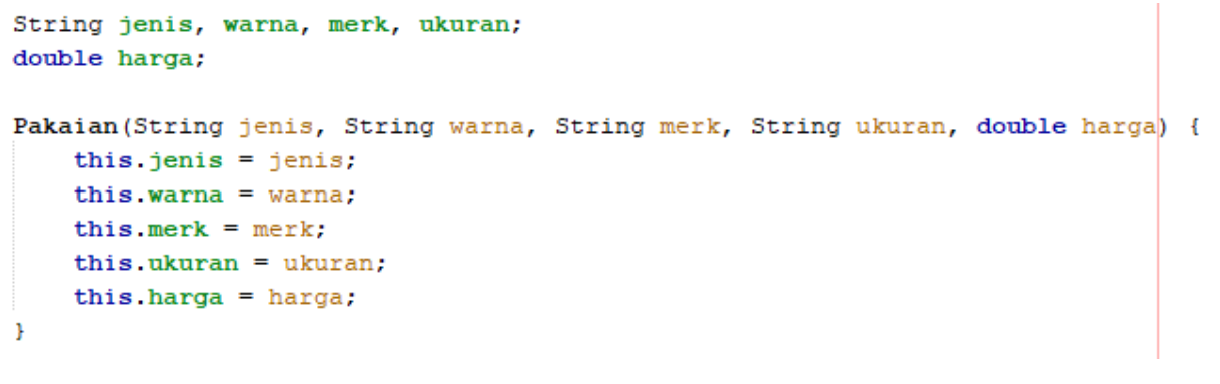 String jenis, warna, merk, ukuran;
double harga;
Pakaian(String jenis, String warna, String merk, String ukuran, double harga) {
this.jenis = jenis;
this.warna = warna;
this.merk = merk;
this.ukuran = ukuran;
this.harga = harga;
}